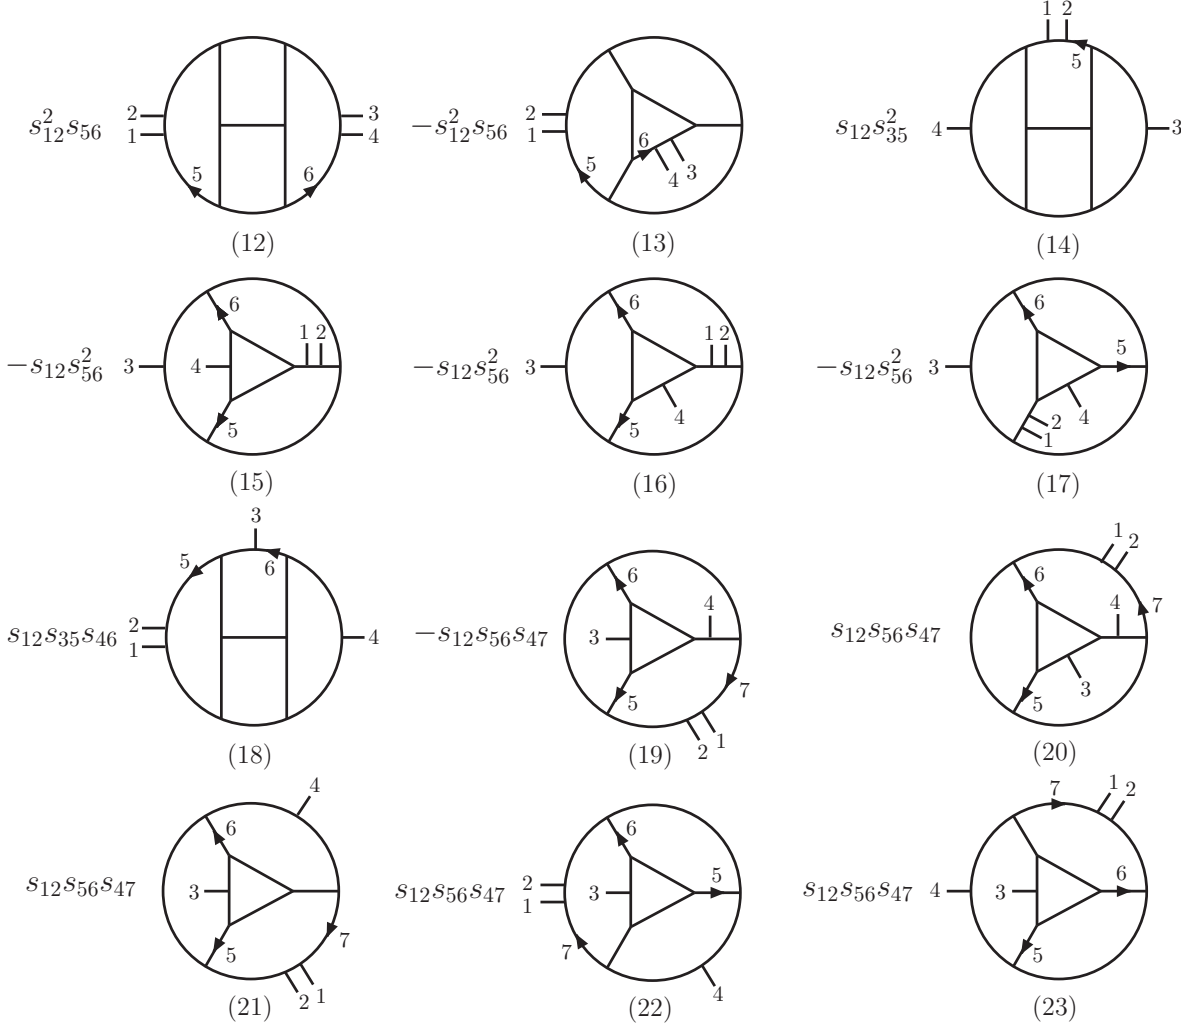 1 2
s_{12}^2 s_{56} 2 1 3 4 5 6
-s_{12}^2 s_{56} 2 1 5 6 4 3
s_{12}s_{35}^2 4 5 3
(12) (13) (14)
-s_{12}s_{56}^2 3 4 6 5 1 2
-s_{12}s_{56}^2 3 6 5 1 2 4
-s_{12}s_{56}^2 3 6 5 2 1 4
(15) (16) (17)
s_{12}s_{35}s_{46} 2 1 5 3 6 4
-s_{12}s_{56}s_{47} 3 6 5 4 7 2 1
s_{12}s_{56}s_{47} 6 5 3 4 7 1 2
(18) (19) (20)
s_{12}s_{56}s_{47} 3 6 5 4 7 2 1
s_{12}s_{56}s_{47} 2 1 3 6 5 7 4
s_{12}s_{56}s_{47} 4 3 7 1 2 6 5
(21) (22) (23)